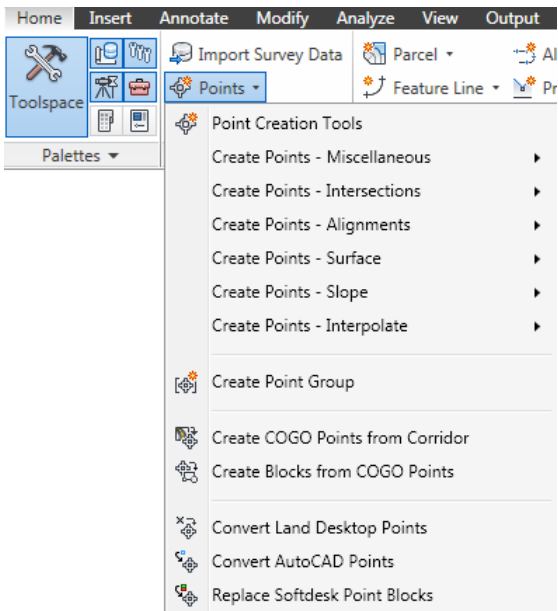 Home Insert Annotate Modify Analyze View Output
Import Survey Data Parcel
Toolspace Points Feature Line
Palettes
Point Creation Tools
Create Points - Miscellaneous
Create Points - Intersections
Create Points - Alignments
Create Points - Surface
Create Points - Slope
Create Points - Interpolate
Create Point Group
Create COGO Points from Corridor
Create Blocks from COGO Points
Convert Land Desktop Points
Convert AutoCAD Points
Replace Softdesk Point Blocks